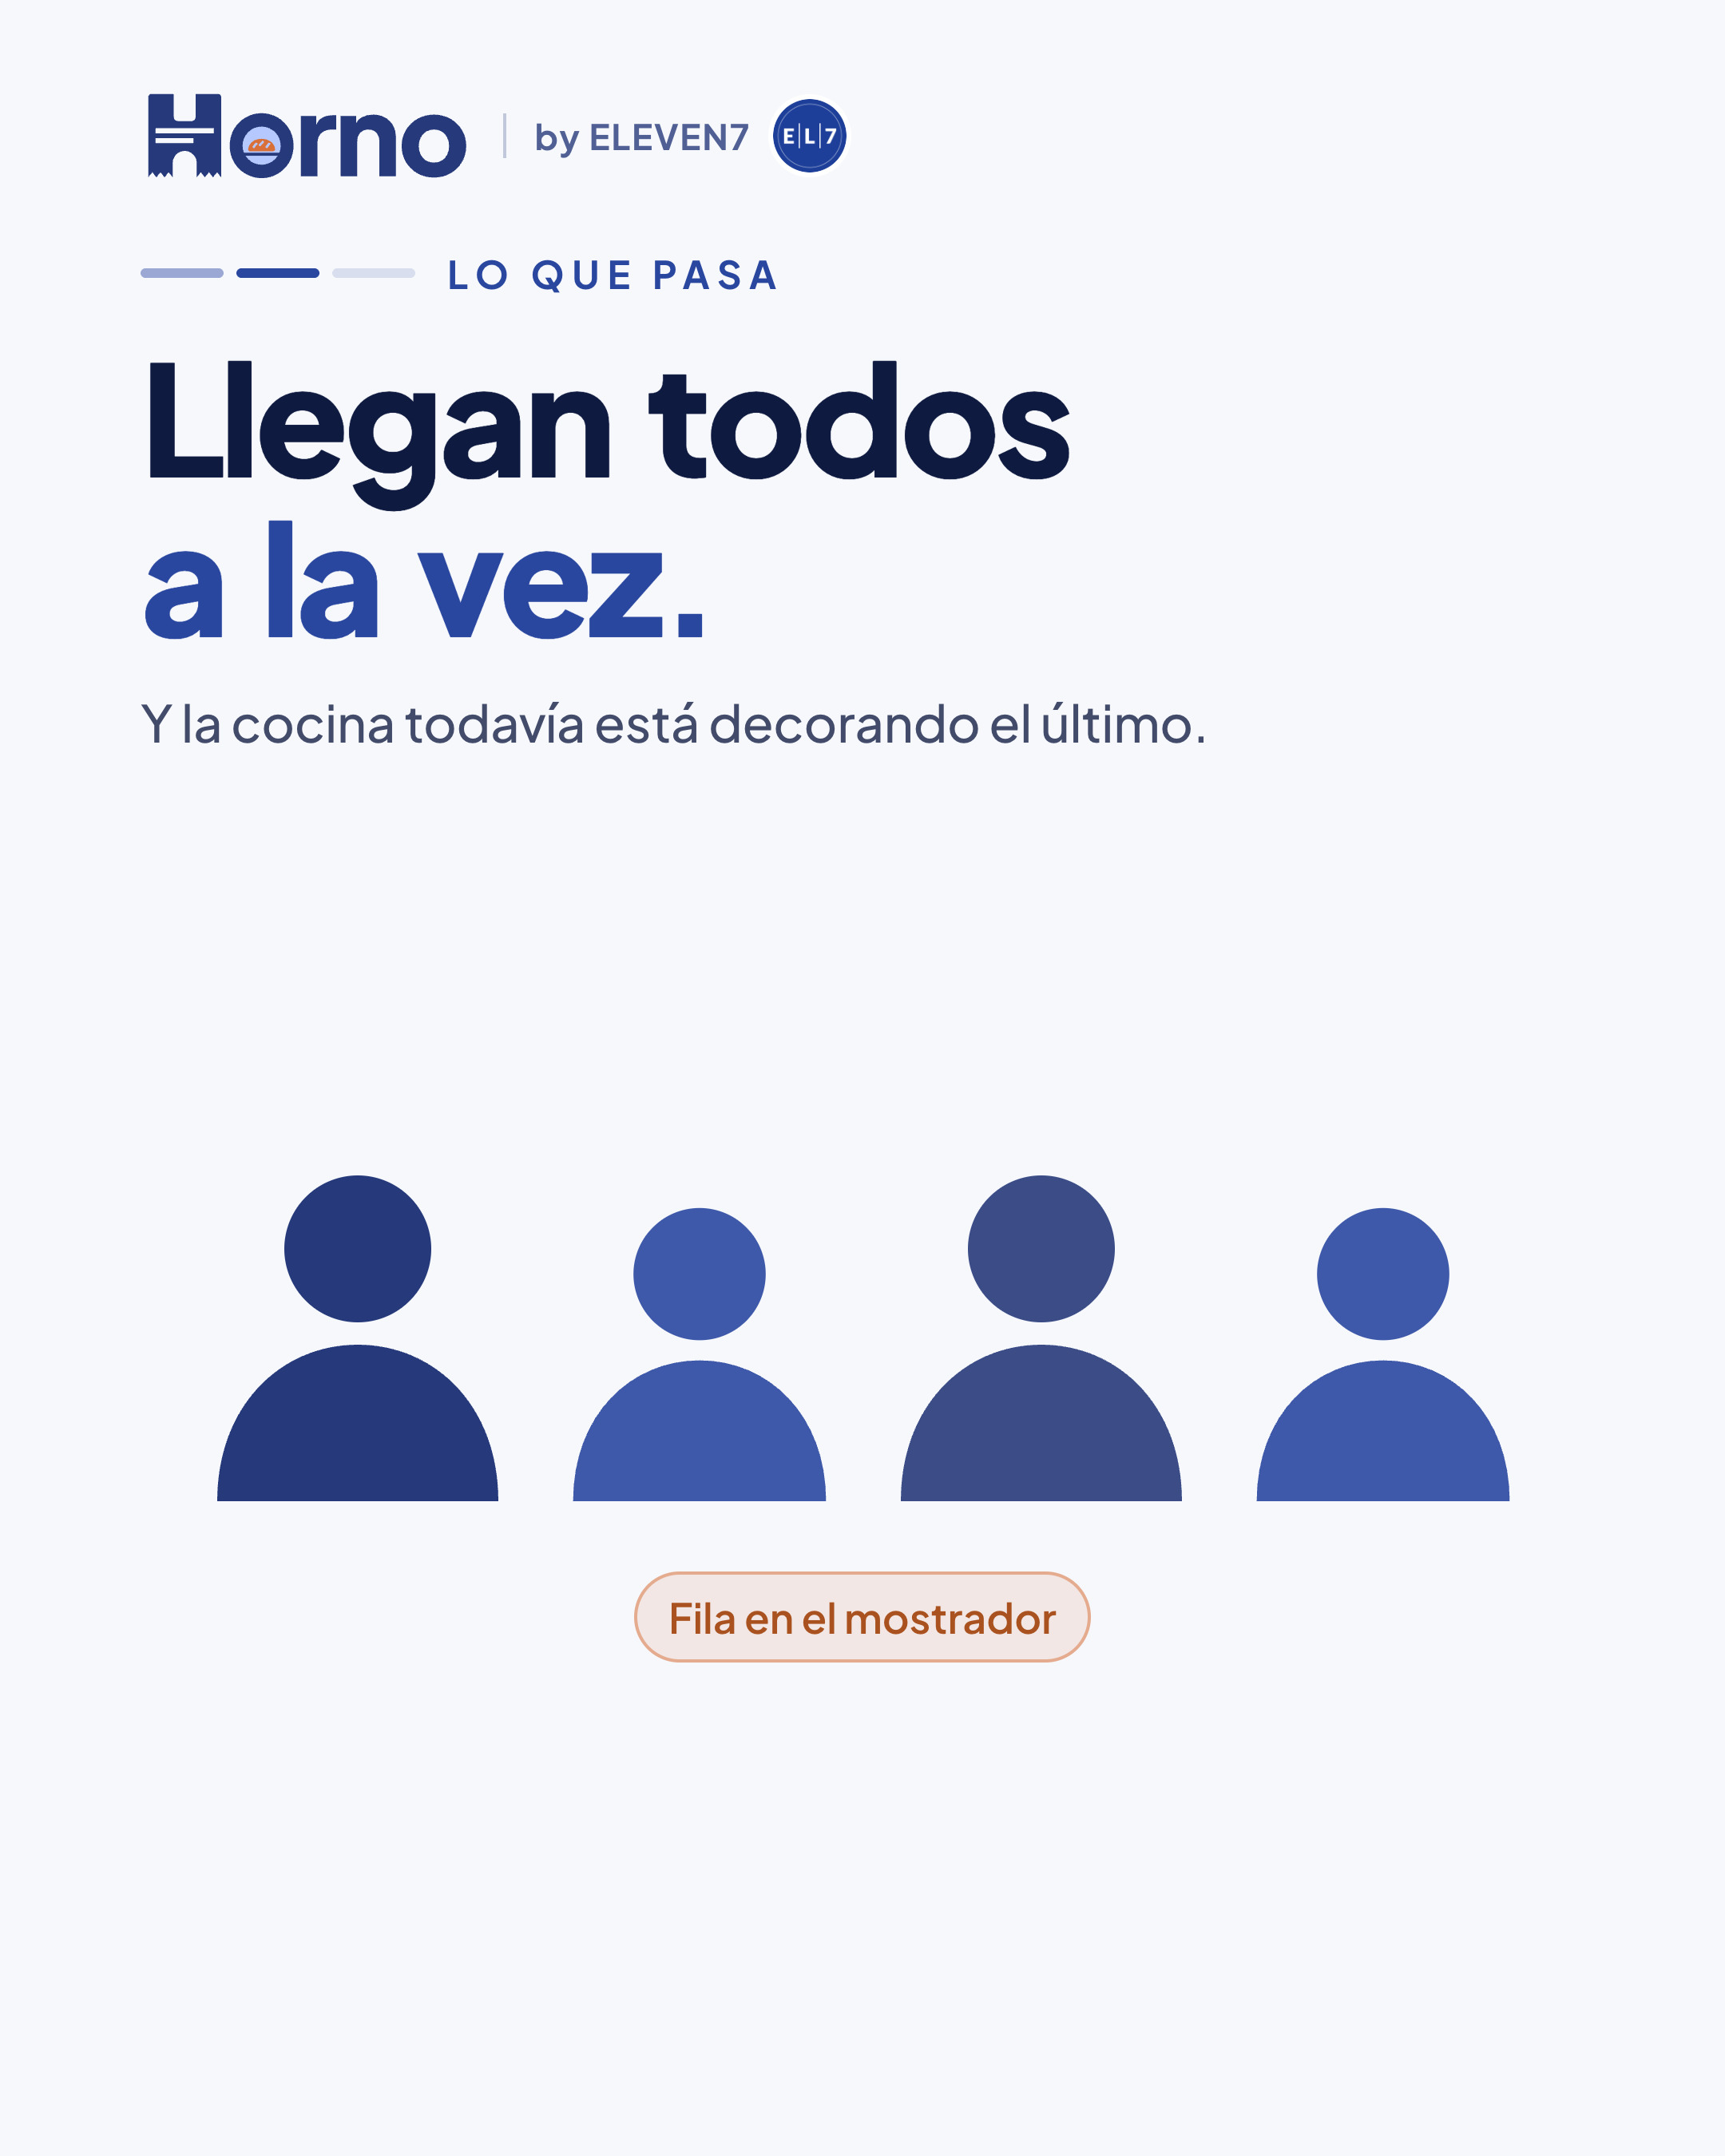 Horno
by ELEVEN7
E|L|7
LO QUE PASA
Llegan todos
a la vez.
Y la cocina todavía está decorando el último.
Fila en el mostrador